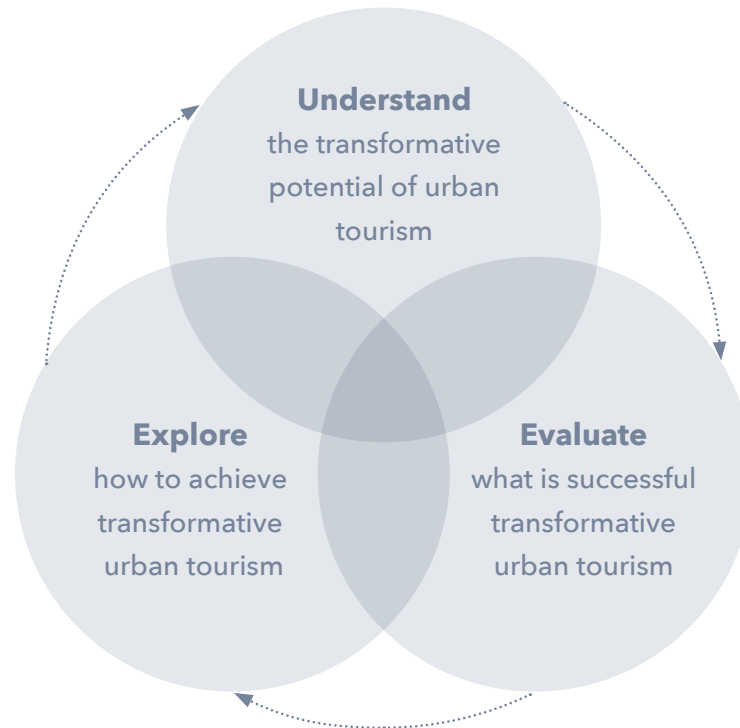 Understand
the transformative
potential of urban
tourism
Explore
how to achieve
transformative
urban tourism
Evaluate
what is successful
transformative
urban tourism